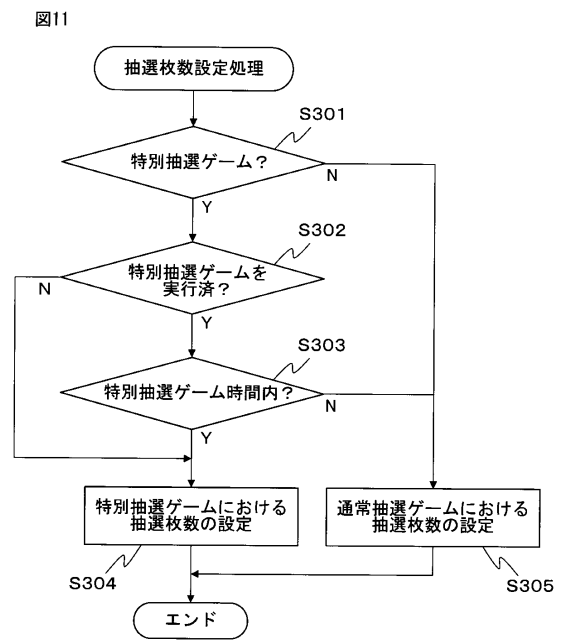 図11
抽選枚数設定処理
S301
特別抽選ゲーム?
N
Y
S302
特別抽選ゲームを
実行済?
N
Y
S303
特別抽選ゲーム時間内?
N
Y
特別抽選ゲームにおける
抽選枚数の設定
通常抽選ゲームにおける
抽選枚数の設定
S304
S305
エンド